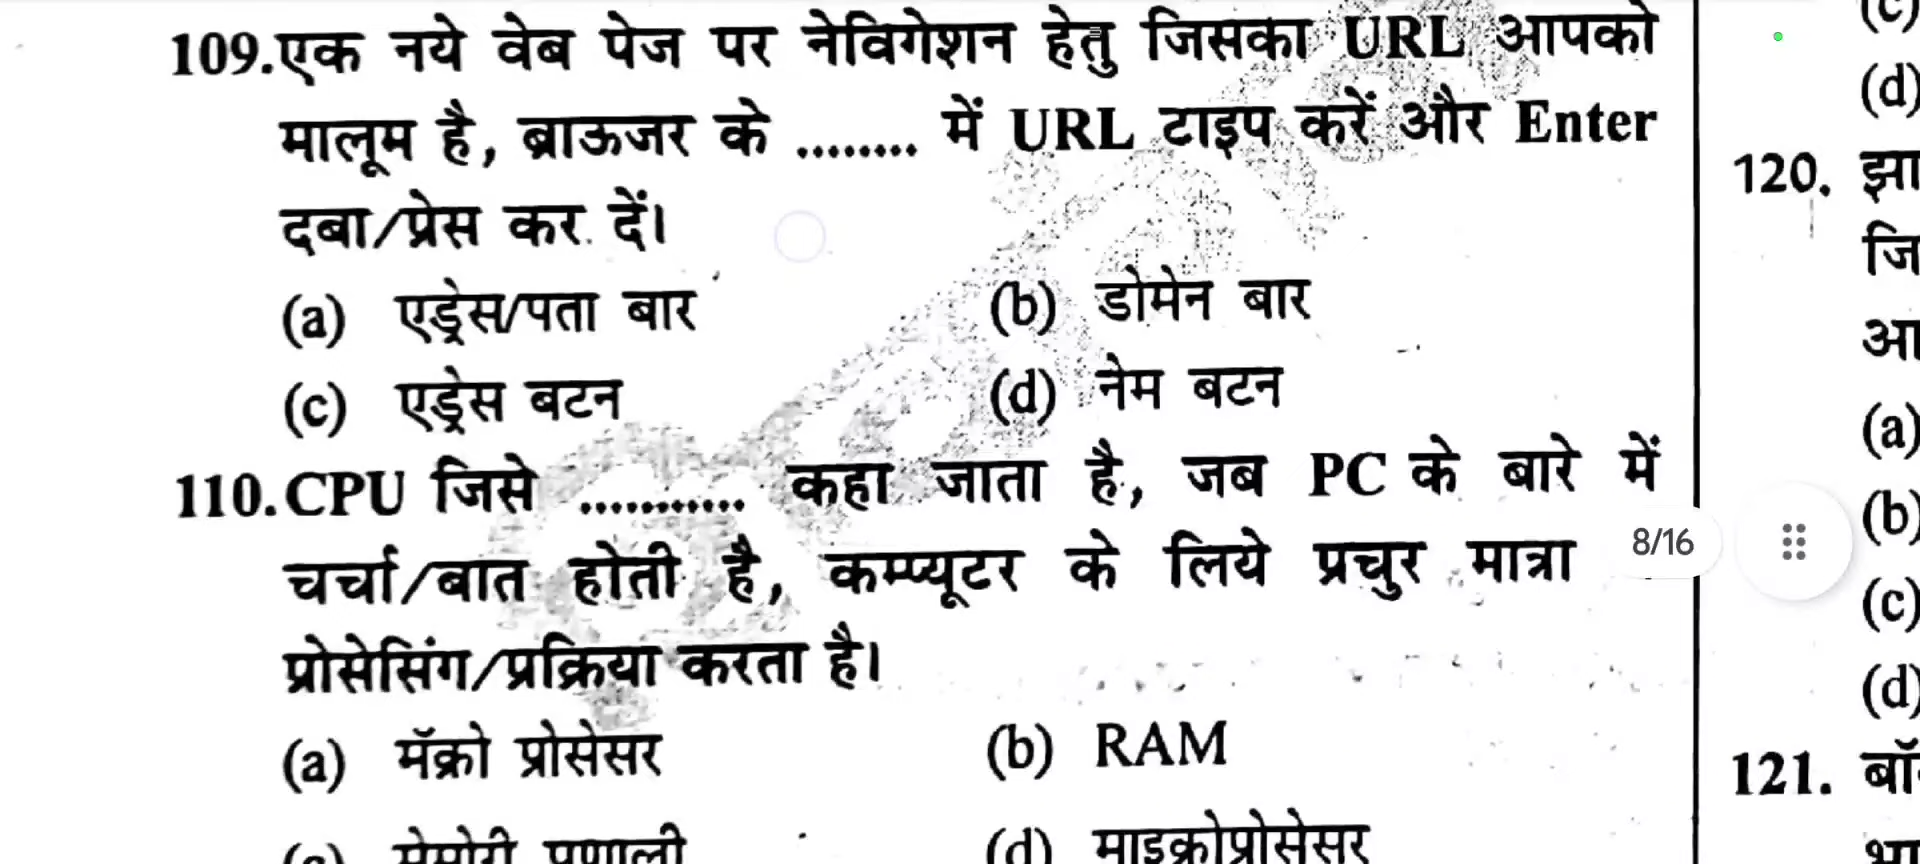 109.एक नये वेब पेज पर नेविगेशन हेतु जिसका URL आपको
मालूम है, ब्राऊजर के ........ में URL टाइप करें और Enter
दबा/प्रेस कर दें।
(a) एड्रेस/पता बार (b) डोमेन बार
(c) एड्रेस बटन (d) नेम बटन
110.CPU जिसे ........... कहा जाता है, जब PC के बारे में
चर्चा/बात होती है, कम्प्यूटर के लिये प्रचुर मात्रा
प्रोसेसिंग/प्रक्रिया करता है।
(a) मॅक्रो प्रोसेसर (b) RAM
(c) मेमोरी प्रणाली (d) माइक्रोप्रोसेसर
8/16
(c)
(d)
120. झा
जि
आ
(a)
(b)
(c)
(d)
121. बॉ